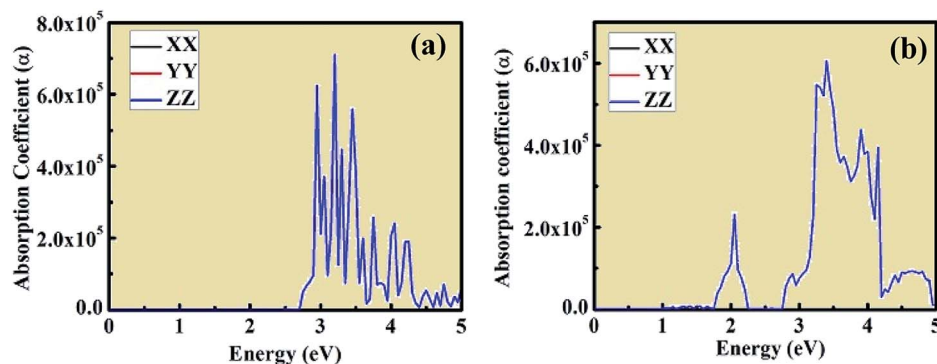 (a)
XX
YY
ZZ
Absorption Coefficient (α)
8.0x10⁵
6.0x10⁵
4.0x10⁵
2.0x10⁵
0.0
0 1 2 3 4 5
Energy (eV)
(b)
XX
YY
ZZ
Absorption coefficient (α)
6.0x10⁵
4.0x10⁵
2.0x10⁵
0.0
0 1 2 3 4 5
Energy (eV)